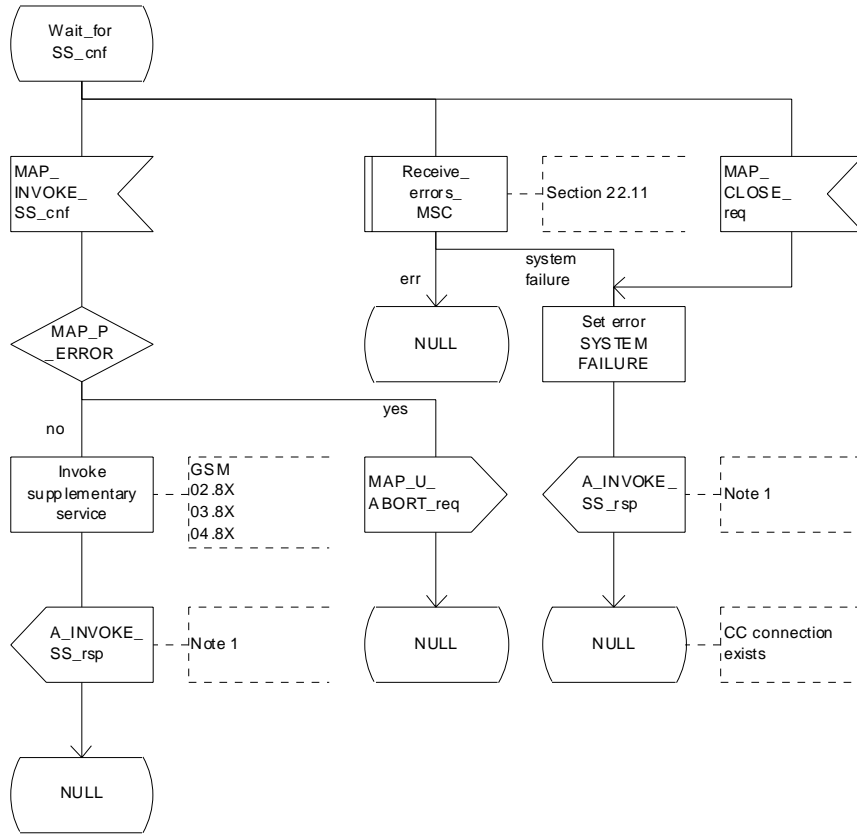 Wait_for
SS_cnf
MAP_
INVOKE_
SS_cnf
Receive_
errors_
MSC
Section 22.11
MAP_
CLOSE_
req
err
system
failure
MAP_P
_ERROR
NULL
Set error
SYSTEM
FAILURE
no
yes
Invoke
supplementary
service
GSM
02.8X
03.8X
04.8X
MAP_U_
ABORT_req
A_INVOKE_
SS_rsp
Note 1
A_INVOKE_
SS_rsp
Note 1
NULL
NULL
CC connection
exists
NULL